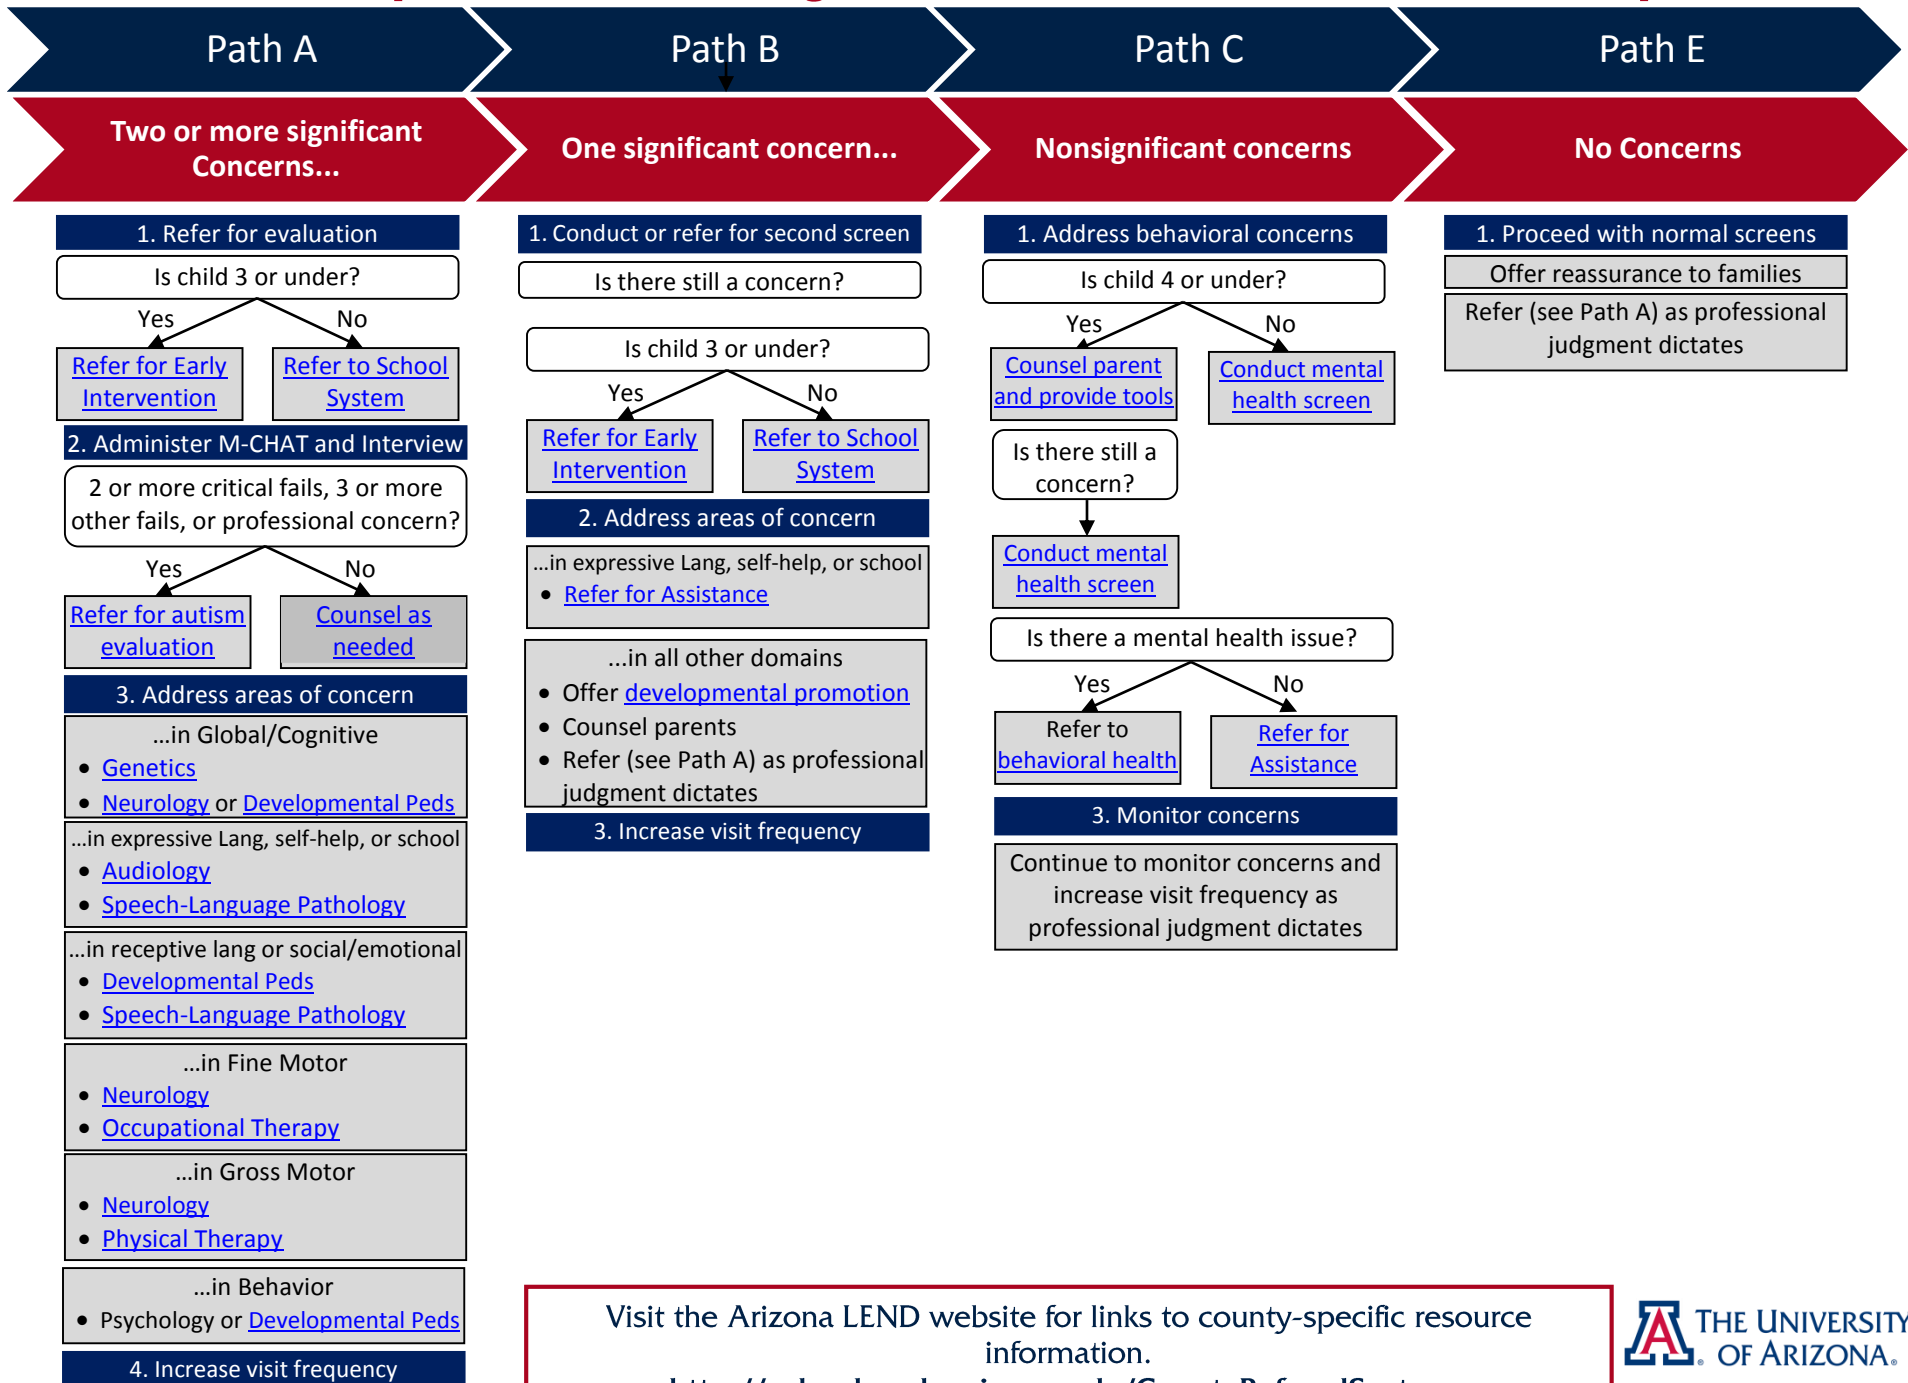 Path A
Path B
Path C
Path E
Two or more significant
Concerns...
One significant concern...
Nonsignificant concerns
No Concerns
1. Refer for evaluation
Is child 3 or under?
Yes
No
Refer for Early
Intervention
Refer to School
System
2. Administer M-CHAT and Interview
2 or more critical fails, 3 or more
other fails, or professional concern?
Yes
No
Refer for autism
evaluation
Counsel as
needed
3. Address areas of concern
...in Global/Cognitive
• Genetics
• Neurology or Developmental Peds
...in expressive Lang, self-help, or school
• Audiology
• Speech-Language Pathology
...in receptive lang or social/emotional
• Developmental Peds
• Speech-Language Pathology
...in Fine Motor
• Neurology
• Occupational Therapy
...in Gross Motor
• Neurology
• Physical Therapy
...in Behavior
• Psychology or Developmental Peds
4. Increase visit frequency
1. Conduct or refer for second screen
Is there still a concern?
Is child 3 or under?
Yes
No
Refer for Early
Intervention
Refer to School
System
2. Address areas of concern
...in expressive Lang, self-help, or school
• Refer for Assistance
...in all other domains
• Offer developmental promotion
• Counsel parents
• Refer (see Path A) as professional
judgment dictates
3. Increase visit frequency
1. Address behavioral concerns
Is child 4 or under?
Yes
No
Counsel parent
and provide tools
Conduct mental
health screen
Is there still a
concern?
Conduct mental
health screen
Is there a mental health issue?
Yes
No
Refer to
behavioral health
Refer for
Assistance
3. Monitor concerns
Continue to monitor concerns and
increase visit frequency as
professional judgment dictates
1. Proceed with normal screens
Offer reassurance to families
Refer (see Path A) as professional
judgment dictates
Visit the Arizona LEND website for links to county-specific resource
information.
THE UNIVERSITY
OF ARIZONA®